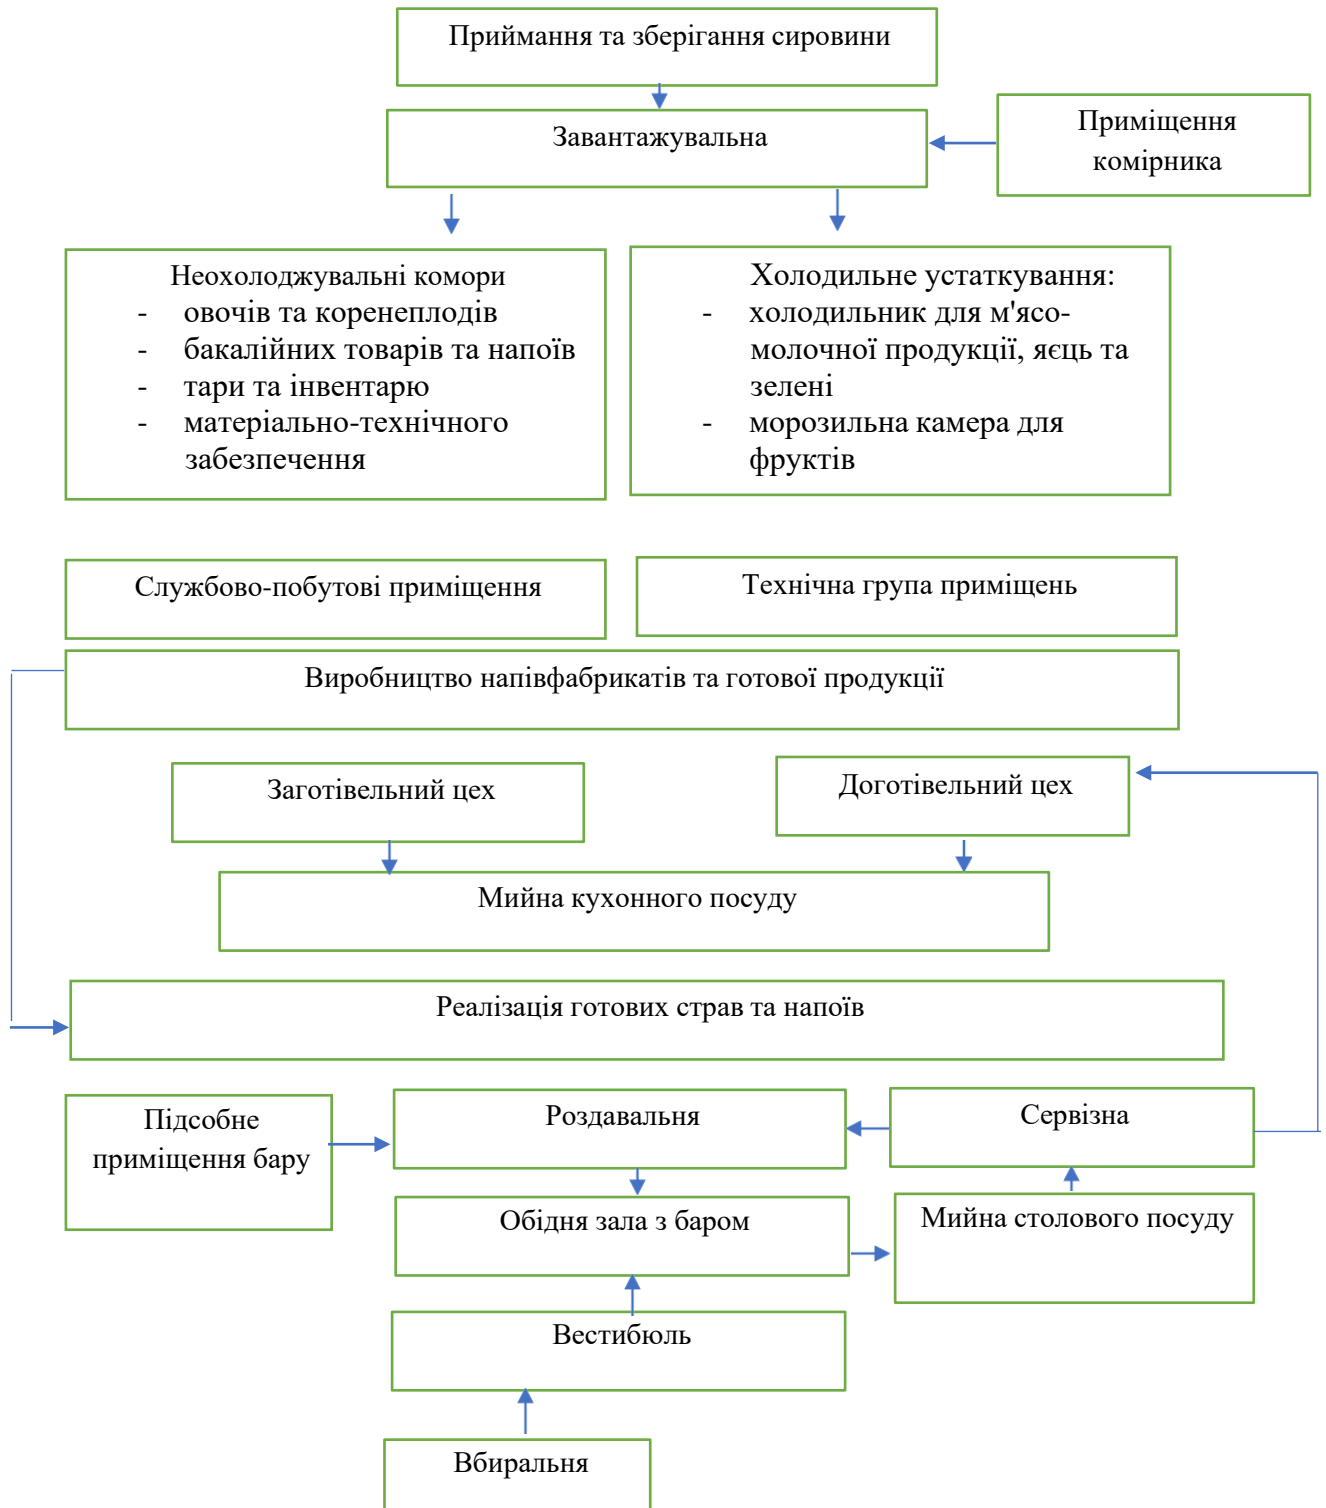 Приймання та зберігання сировини
Завантажувальна
Приміщення
комірника
Неохолоджувальні комори
- овочів та коренеплодів
- бакалійних товарів та напоїв
- тари та інвентарю
- матеріально-технічного
забезпечення
Холодильне устаткування:
- холодильник для м'ясо-
молочної продукції, яєць та
зелені
- морозильна камера для
фруктів
Службово-побутові приміщення
Технічна група приміщень
Виробництво напівфабрикатів та готової продукції
Заготівельний цех
Доготівельний цех
Мийна кухонного посуду
Реалізація готових страв та напоїв
Підсобне
приміщення бару
Роздавальня
Сервізна
Обідня зала з баром
Мийна столового посуду
Вестибюль
Вбиральня